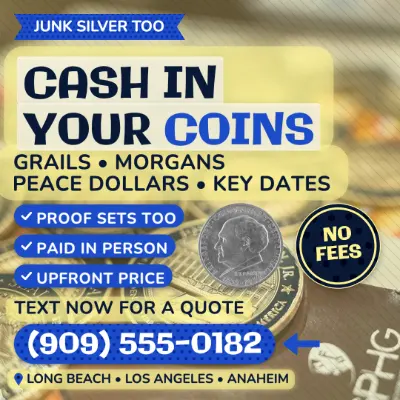 JUNK SILVER TOO
CASH IN
YOUR COINS
GRAILS • MORGANS
PEACE DOLLARS • KEY DATES
✓ PROOF SETS TOO
✓ PAID IN PERSON
✓ UPFRONT PRICE
NO
FEES
TEXT NOW FOR A QUOTE
(909) 555-0182
LONG BEACH • LOS ANGELES • ANAHEIM